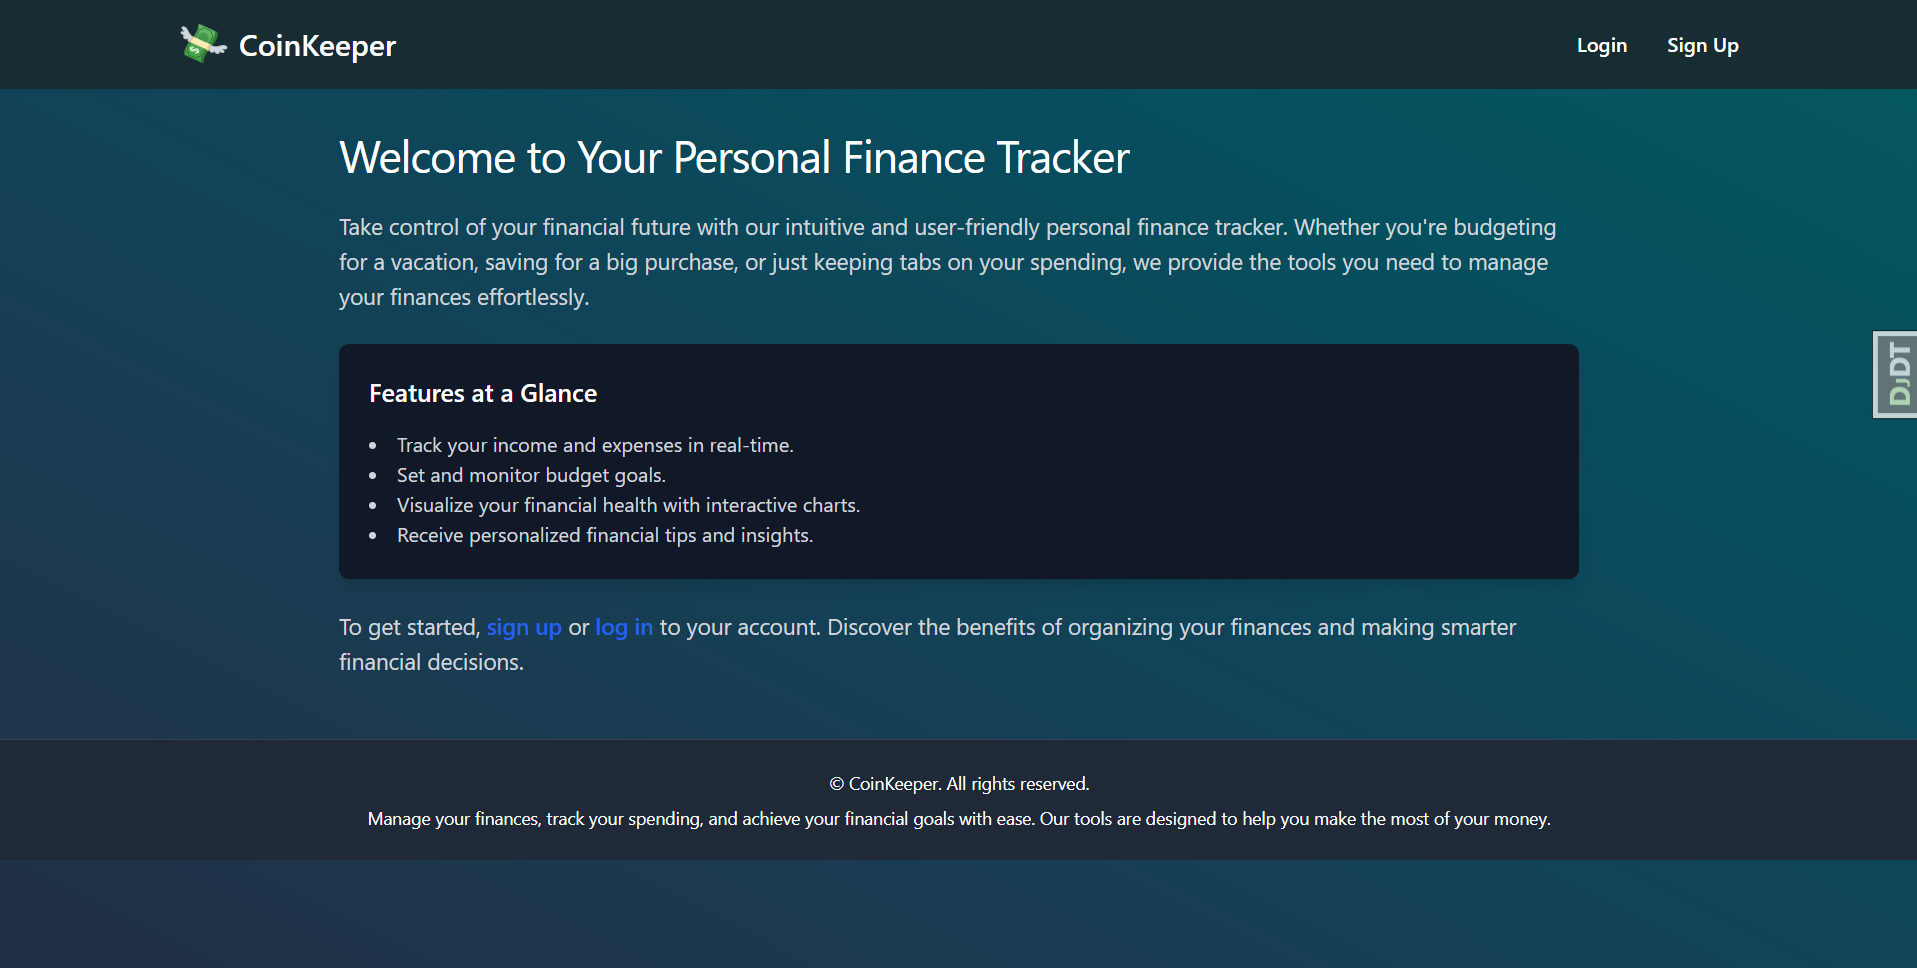 CoinKeeper
Login
Sign Up
Welcome to Your Personal Finance Tracker
Take control of your financial future with our intuitive and user-friendly personal finance tracker. Whether you're budgeting
for a vacation, saving for a big purchase, or just keeping tabs on your spending, we provide the tools you need to manage
your finances effortlessly.
DJDT
Features at a Glance
• Track your income and expenses in real-time.
• Set and monitor budget goals.
• Visualize your financial health with interactive charts.
• Receive personalized financial tips and insights.
To get started, sign up or log in to your account. Discover the benefits of organizing your finances and making smarter
financial decisions.
© CoinKeeper. All rights reserved.
Manage your finances, track your spending, and achieve your financial goals with ease. Our tools are designed to help you make the most of your money.